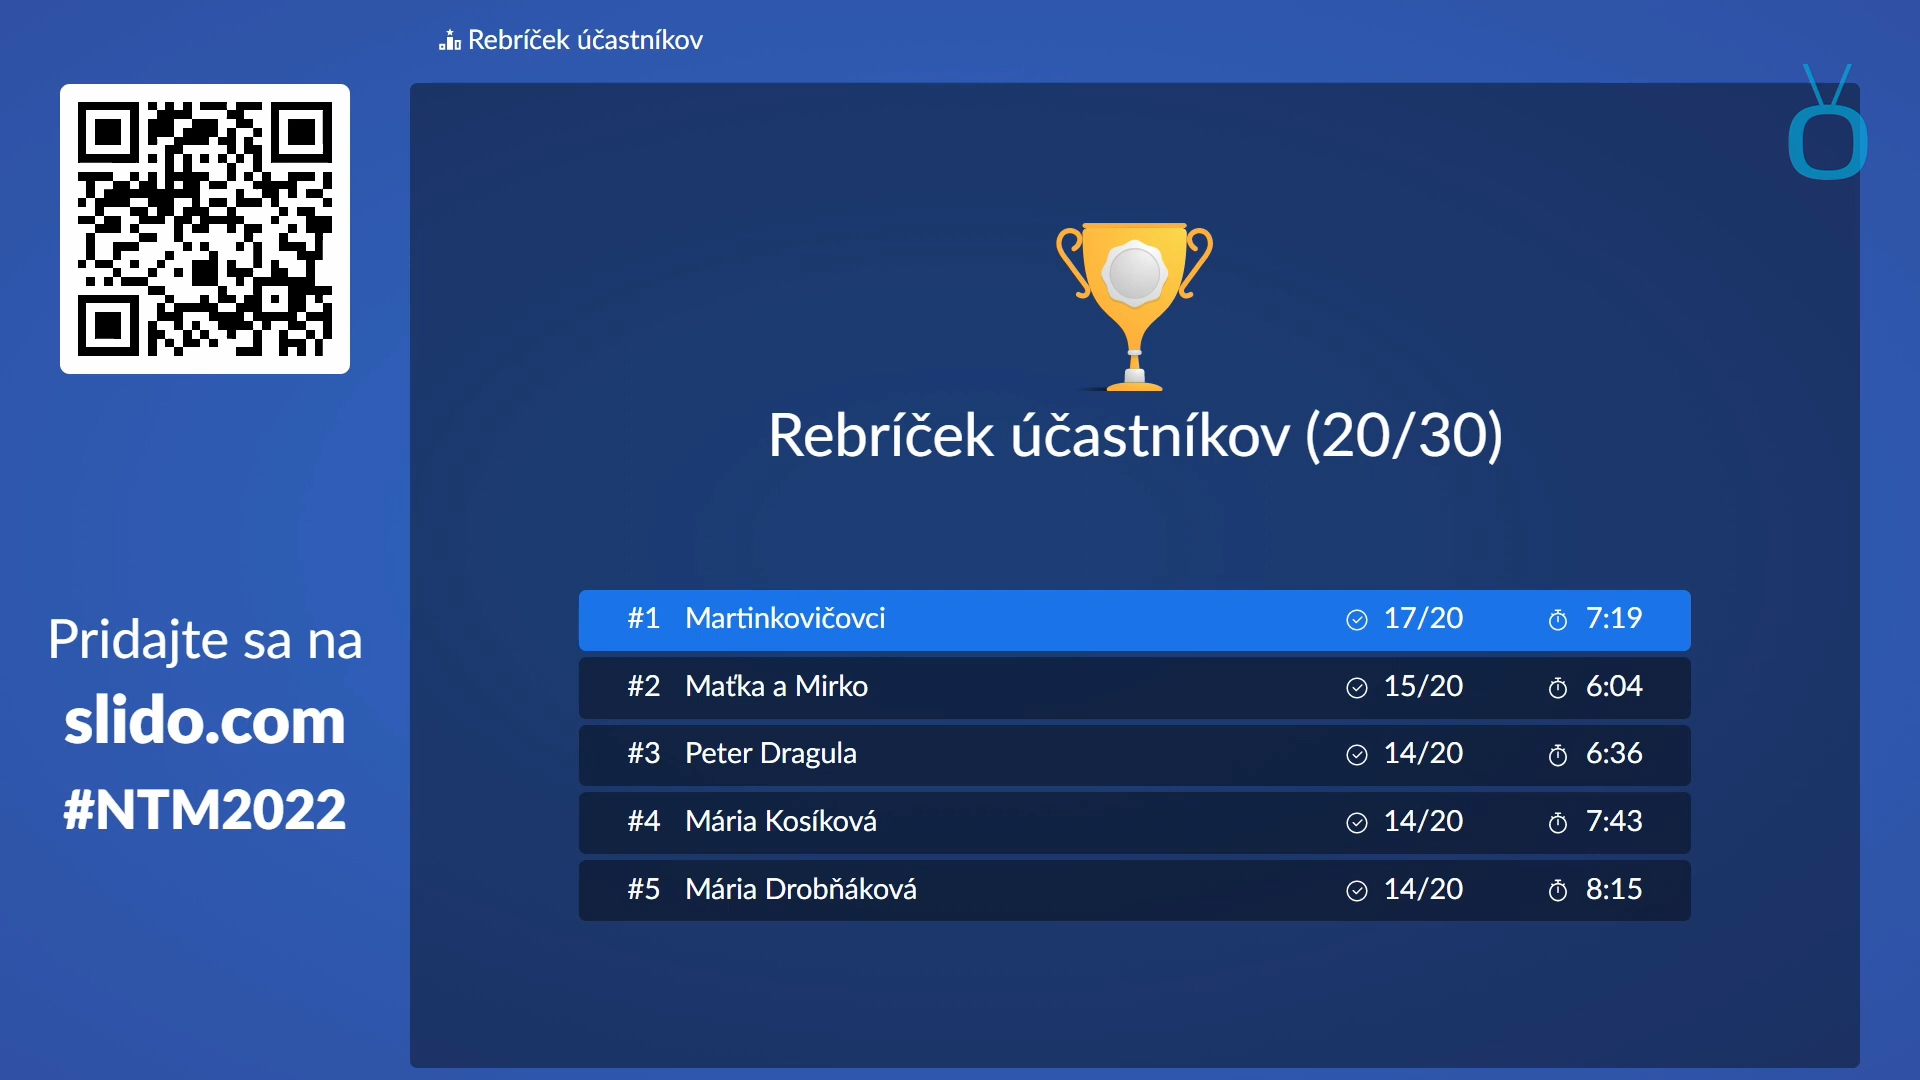 Rebríček účastníkov
Rebríček účastníkov (20/30)
#1 Martinkovičovci 17/20 7:19
#2 Maťka a Mirko 15/20 6:04
#3 Peter Dragula 14/20 6:36
#4 Mária Kosíková 14/20 7:43
#5 Mária Drobňáková 14/20 8:15
Pridajte sa na
slido.com
#NTM2022